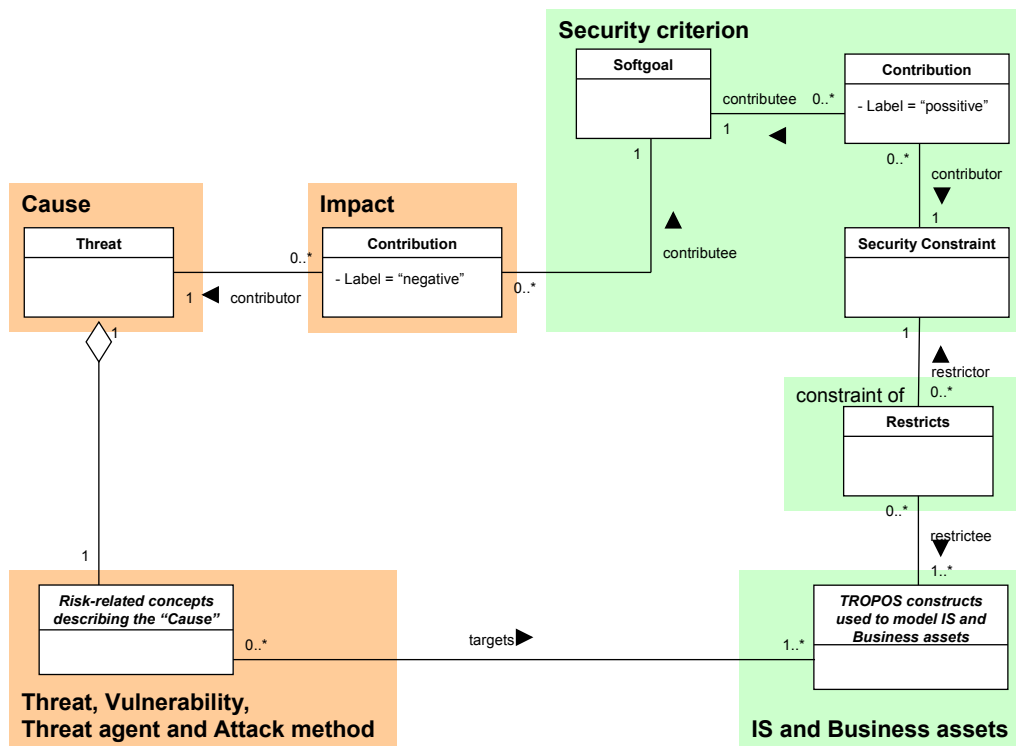 Security criterion
Softgoal
Contribution
- Label = “possitive”
contributee
0..*
1
0..*
contributor
1
1
Cause
Threat
Impact
Contribution
- Label = “negative”
0..*
1
contributor
contributee
0..*
Security Constraint
1
1
restrictor
constraint of
0..*
Restricts
0..*
restrictee
1..*
1
Risk-related concepts
describing the “Cause”
0..*
targets
1..*
TROPOS constructs
used to model IS and
Business assets
Threat, Vulnerability,
Threat agent and Attack method
IS and Business assets